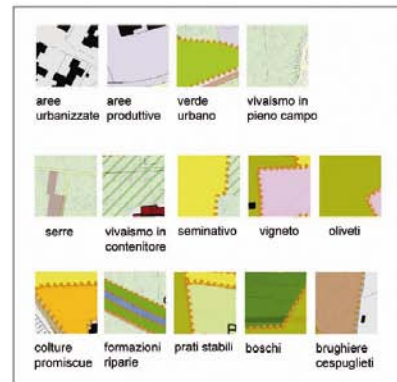 aree
urbanizzate
aree
produttive
verde
urbano
vivaismo in
pieno campo
serre
vivaismo in
contenitore
seminativo
vigneto
oliveti
colture
promiscue
formazioni
riparie
prati stabili
boschi
brughiere
cespuglieti